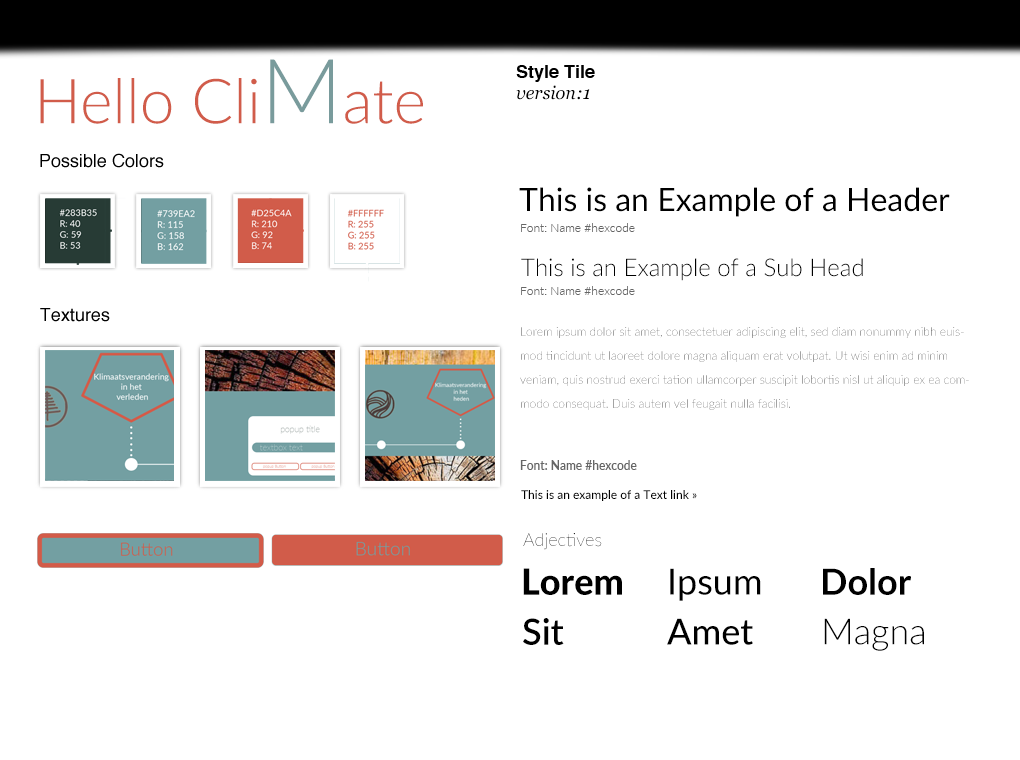 Hello CliMate
Style Tile
version:1
Possible Colors
#283B35
R: 40
G: 59
B: 53
#739EA2
R: 115
G: 158
B: 162
#D25C4A
R: 210
G: 92
B: 74
#FFFFFF
R: 255
G: 255
B: 255
This is an Example of a Header
Font: Name #hexcode
This is an Example of a Sub Head
Font: Name #hexcode
Textures
Klimaatsverandering
in het
verleden
popup title
textbox text
Klimaatsverandering
in het
heden
Lorem ipsum dolor sit amet, consectetuer adipiscing elit, sed diam nonummy nibh euis-
mod tincidunt ut laoreet dolore magna aliquam erat volutpat. Ut wisi enim ad minim
veniam, quis nostrud exerci tation ullamcorper suscipit lobortis nisl ut aliquip ex ea com-
modo consequat. Duis autem vel feugait nulla facilisi.
Font: Name #hexcode
This is an example of a Text link »
Button
Button
Adjectives
Lorem Ipsum Dolor
Sit Amet Magna